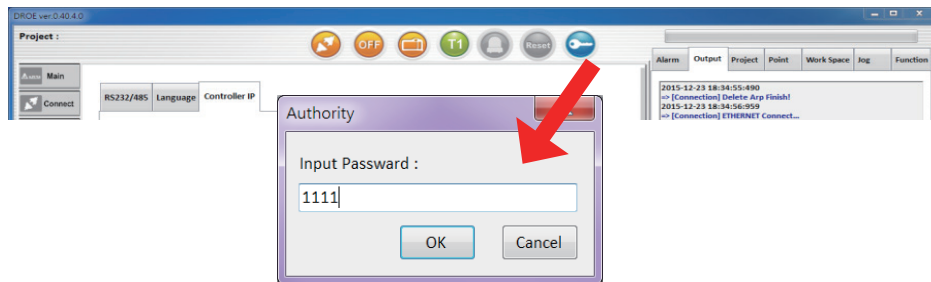 DROE ver.0.40.4.0
Project :
OFF
T1
Reset
Alarm Output Project Point Work Space Jog Function
Main
Connect
RS232/485 Language Controller IP
2015-12-23 18:34:55:490
=> [Connection] Delete Arp Finish!
2015-12-23 18:34:56:959
=> [Connection] ETHERNET Connect...
Authority
Input Passward :
1111
OK Cancel